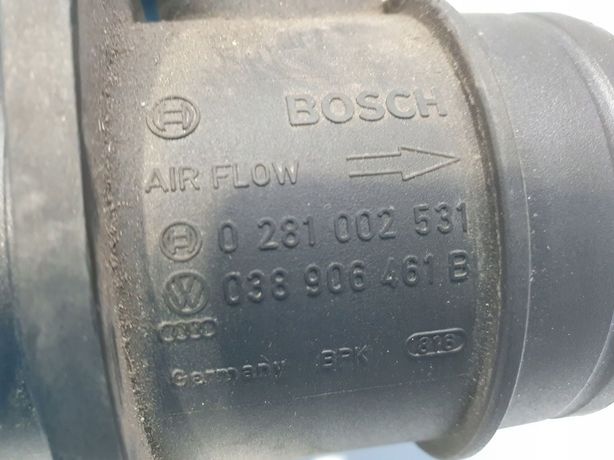 BOSCH
AIR FLOW
0 281 002 531
038 906 461 B
Germany BPK